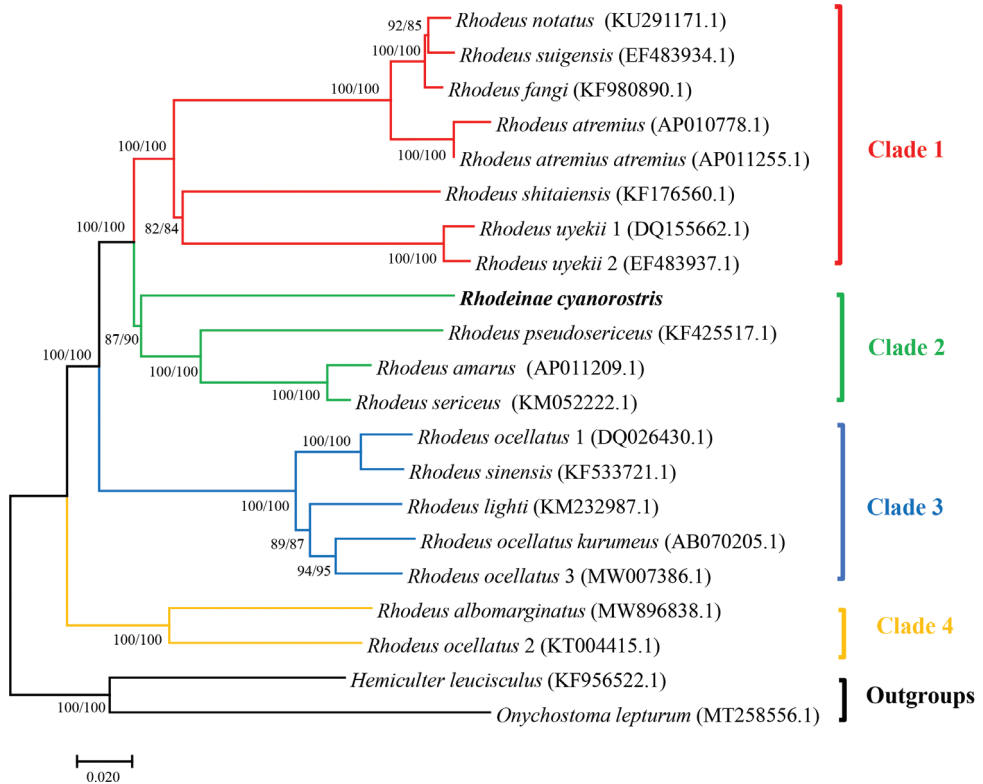 92/85
Rhodeus notatus (KU291171.1)
100/100
Rhodeus suigensis (EF483934.1)
100/100
Rhodeus fangi (KF980890.1)
Rhodeus atremius (AP010778.1)
100/100
Rhodeus atremius atremius (AP011255.1)
Clade 1
100/100
Rhodeus shitaiensis (KF176560.1)
82/84
Rhodeus uyekii 1 (DQ155662.1)
100/100
100/100
Rhodeus uyekii 2 (EF483937.1)
Rhodeinae cyanorostris
87/90
Rhodeus pseudosericeus (KF425517.1)
Clade 2
100/100
100/100
Rhodeus amarus (AP011209.1)
100/100
Rhodeus sericeus (KM052222.1)
100/100
Rhodeus ocellatus 1 (DQ026430.1)
Rhodeus sinensis (KF533721.1)
100/100
Rhodeus lighti (KM232987.1)
Clade 3
89/87
Rhodeus ocellatus kurumeus (AB070205.1)
94/95
Rhodeus ocellatus 3 (MW007386.1)
Rhodeus albomarginatus (MW896838.1)
Clade 4
100/100
Rhodeus ocellatus 2 (KT004415.1)
Hemiculter leucisculus (KF956522.1)
Outgroups
100/100
Onychostoma lepturum (MT258556.1)
0.020